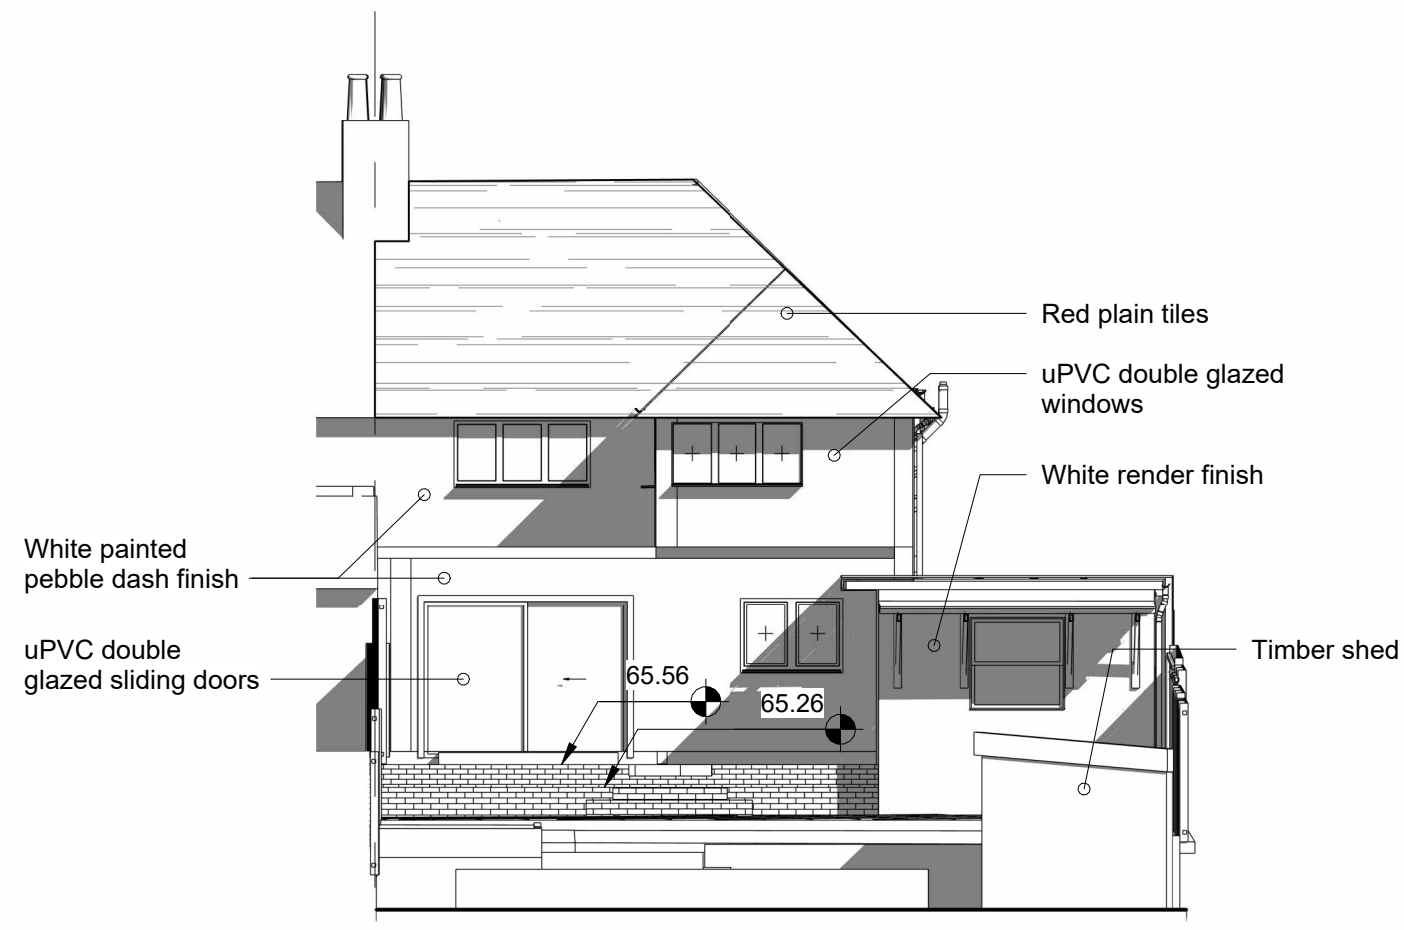 Red plain tiles
uPVC double glazed
windows
White render finish
White painted
pebble dash finish
uPVC double
glazed sliding doors
65.56
65.26
Timber shed